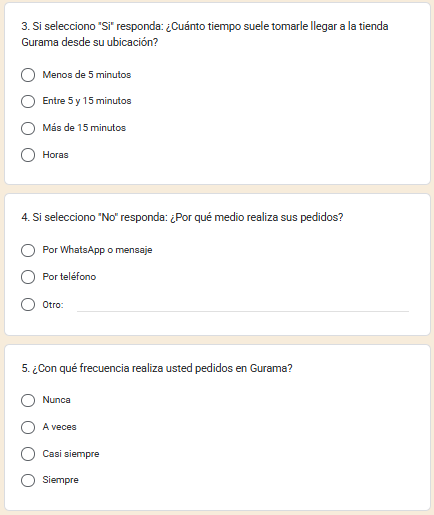 3. Si selecciono "Si" responda: ¿Cuánto tiempo suele tomarle llegar a la tienda
Gurama desde su ubicación?
Menos de 5 minutos
Entre 5 y 15 minutos
Más de 15 minutos
Horas
4. Si selecciono "No" responda: ¿Por qué medio realiza sus pedidos?
Por WhatsApp o mensaje
Por teléfono
Otro:
5. ¿Con qué frecuencia realiza usted pedidos en Gurama?
Nunca
A veces
Casi siempre
Siempre